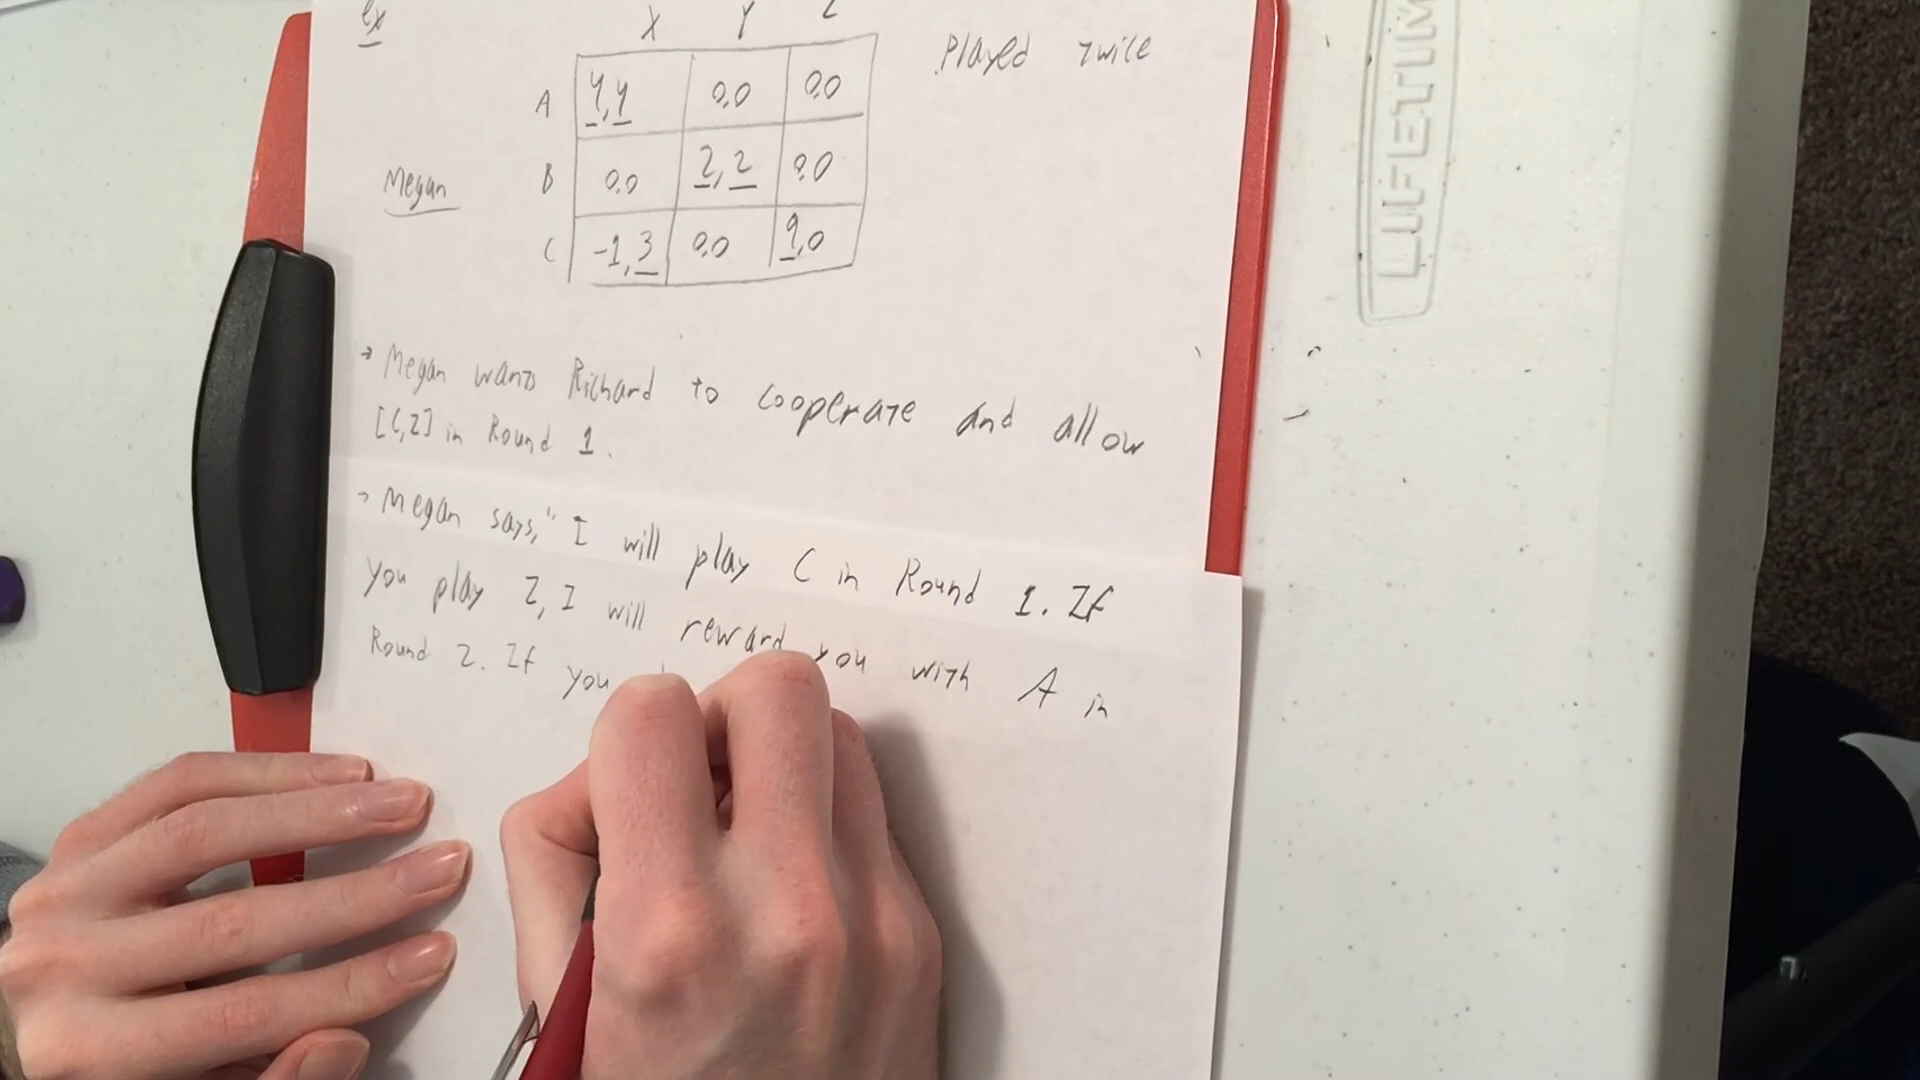 ex
X Y Z
Played twice
A 4,4 0,0 0,0
Megan
B 0,0 2,2 0,0
C -1,3 0,0 9,0
→ Megan wants Richard to cooperate and allow
[C,Z] in Round 1.
→ Megan says, "I will play C in Round 1. If
you play Z, I will reward you with A in
Round 2. If you
LIFETIM